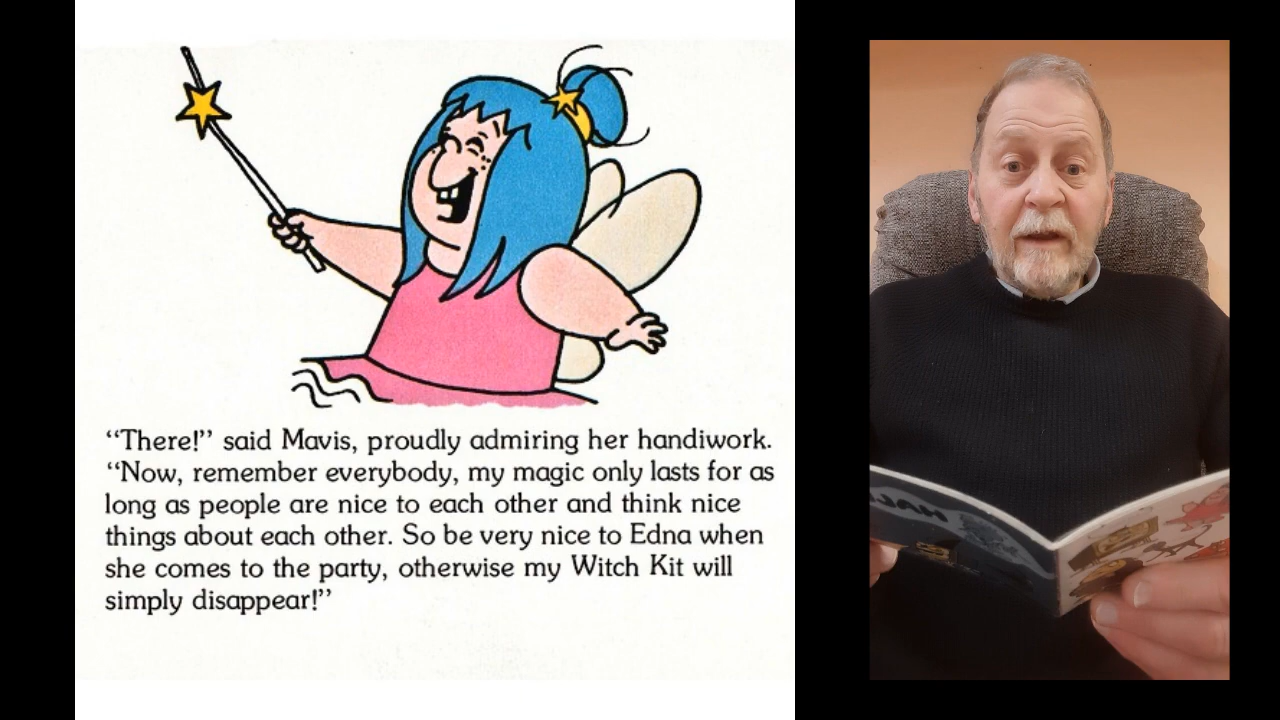 “There!” said Mavis, proudly admiring her handiwork.
“Now, remember everybody, my magic only lasts for as
long as people are nice to each other and think nice
things about each other. So be very nice to Edna when
she comes to the party, otherwise my Witch Kit will
simply disappear!”